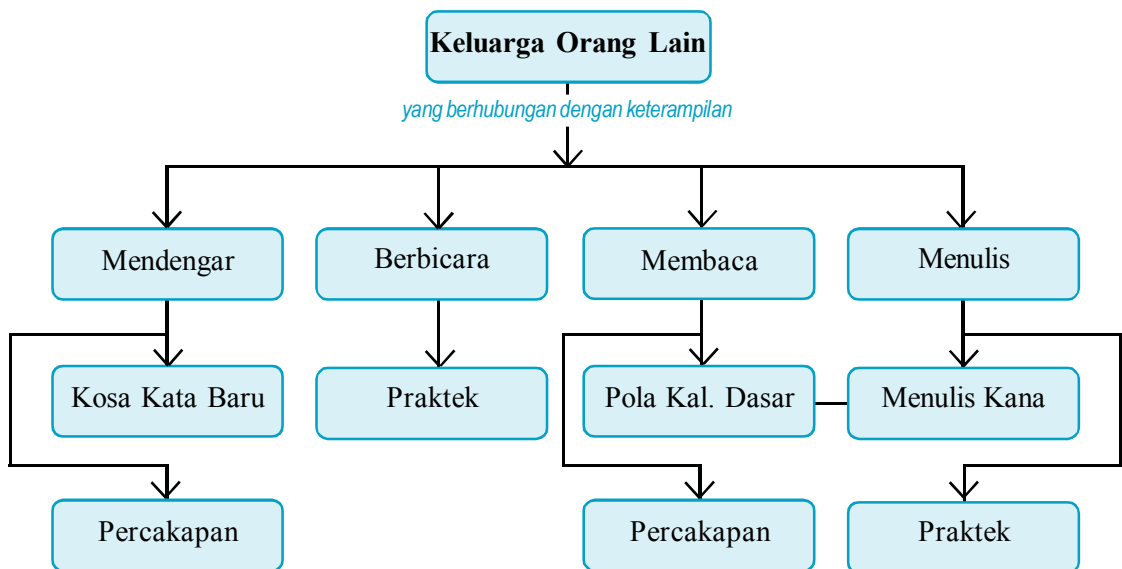 Keluarga Orang Lain
yang berhubungan dengan keterampilan
Mendengar
Berbicara
Membaca
Menulis
Kosa Kata Baru
Praktek
Pola Kal. Dasar
Menulis Kana
Percakapan
Percakapan
Praktek